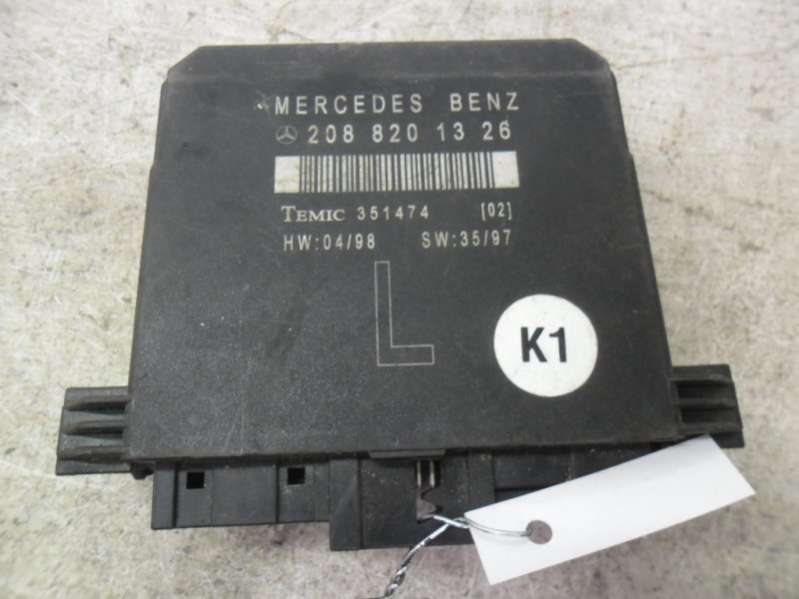 MERCEDES BENZ
208 820 13 26
TEMIC 351474 [02]
HW:04/98 SW:35/97
L
K1